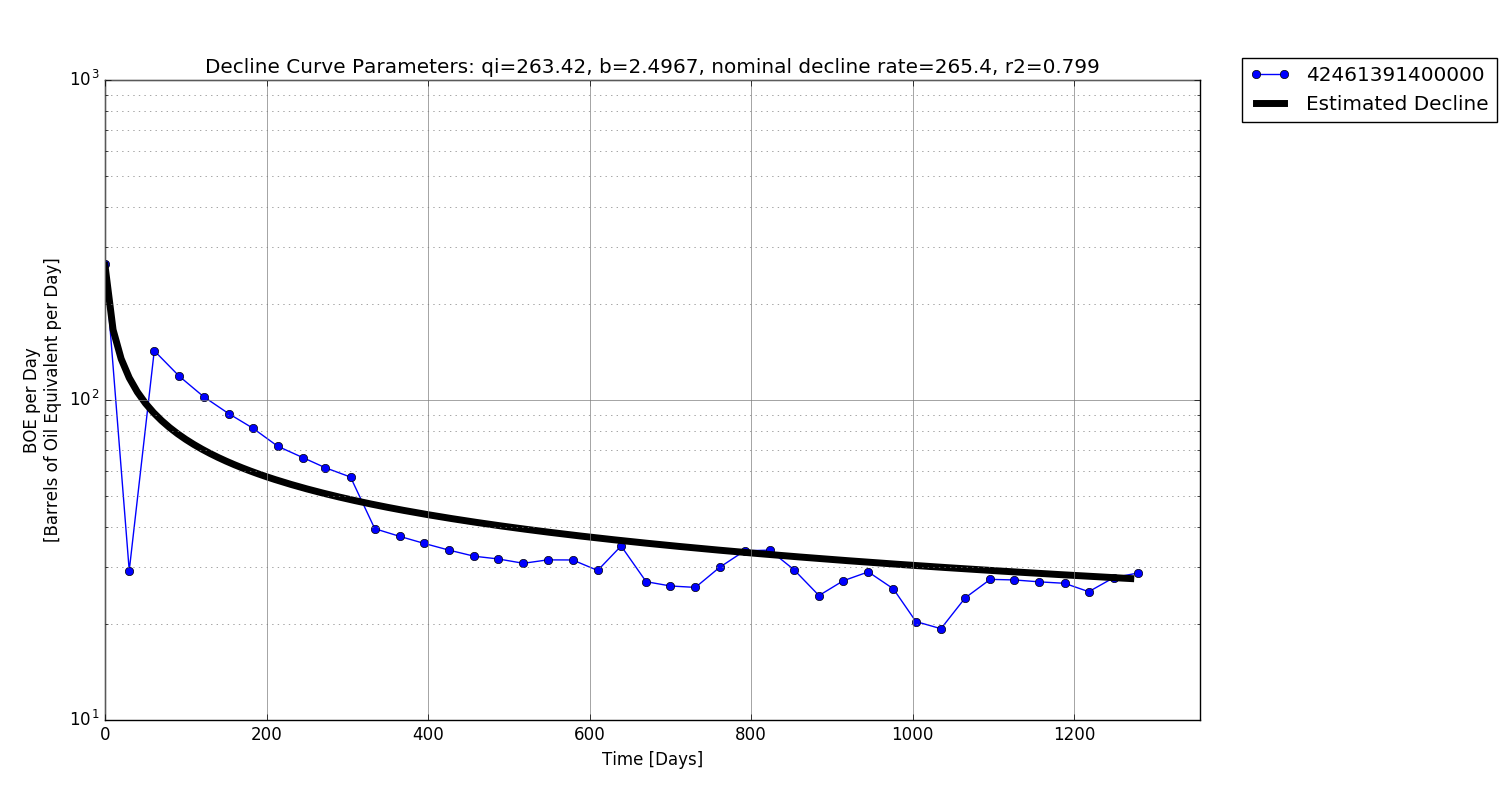 Decline Curve Parameters: qi=263.42, b=2.4967, nominal decline rate=265.4, r2=0.799
42461391400000
Estimated Decline
10^3
10^2
10^1
BOE per Day
[Barrels of Oil Equivalent per Day]
0 200 400 600 800 1000 1200
Time [Days]